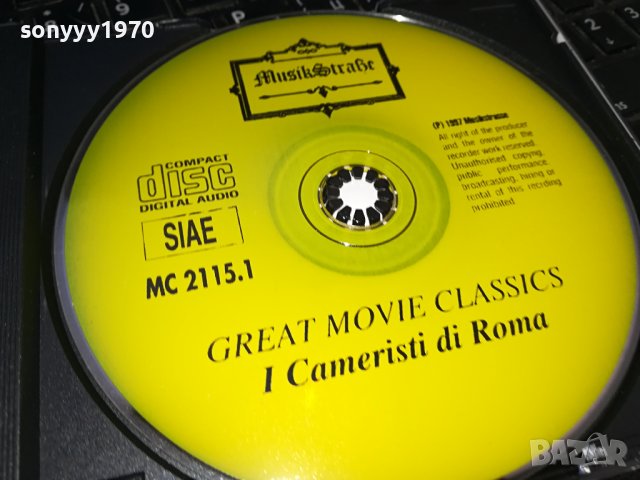 sonyyy1970
MusikStraße
COMPACT
disc
DIGITAL AUDIO
SIAE
MC 2115.1
(P) 1997 Musikstrasse
All right of the producer
and the owner of the
recorder work reserved.
Unauthorised copyng,
public performance,
broadcasting, hiring or
rental of this recrding
prohibited.
GREAT MOVIE CLASSICS
I Cameristi di Roma
BAZAR